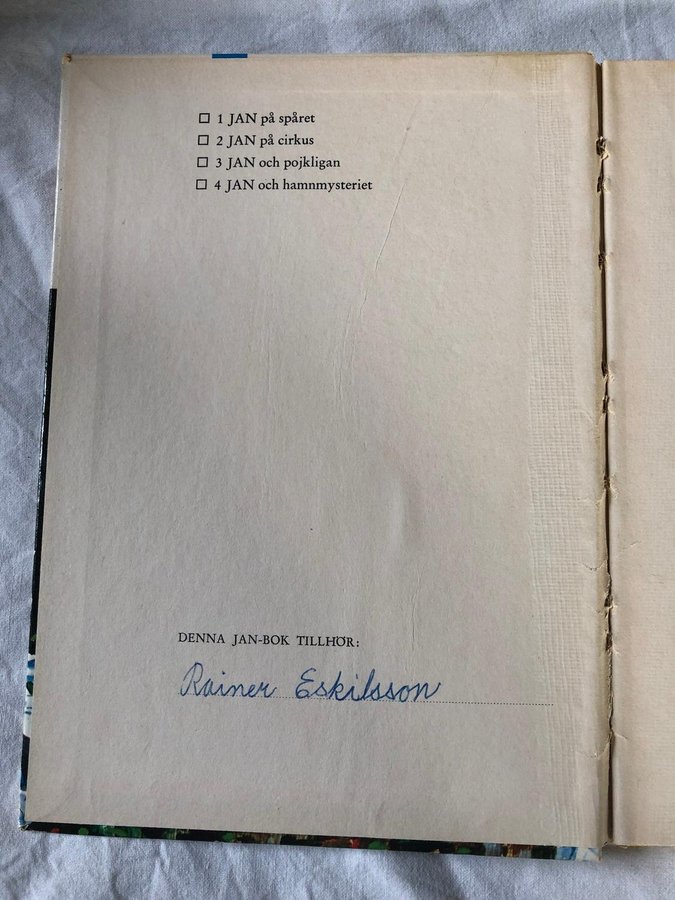 ☐ 1 JAN på spåret
☐ 2 JAN på cirkus
☐ 3 JAN och pojkligan
☐ 4 JAN och hamnmysteriet
DENNA JAN-BOK TILLHÖR:
Rainer Eskilsson